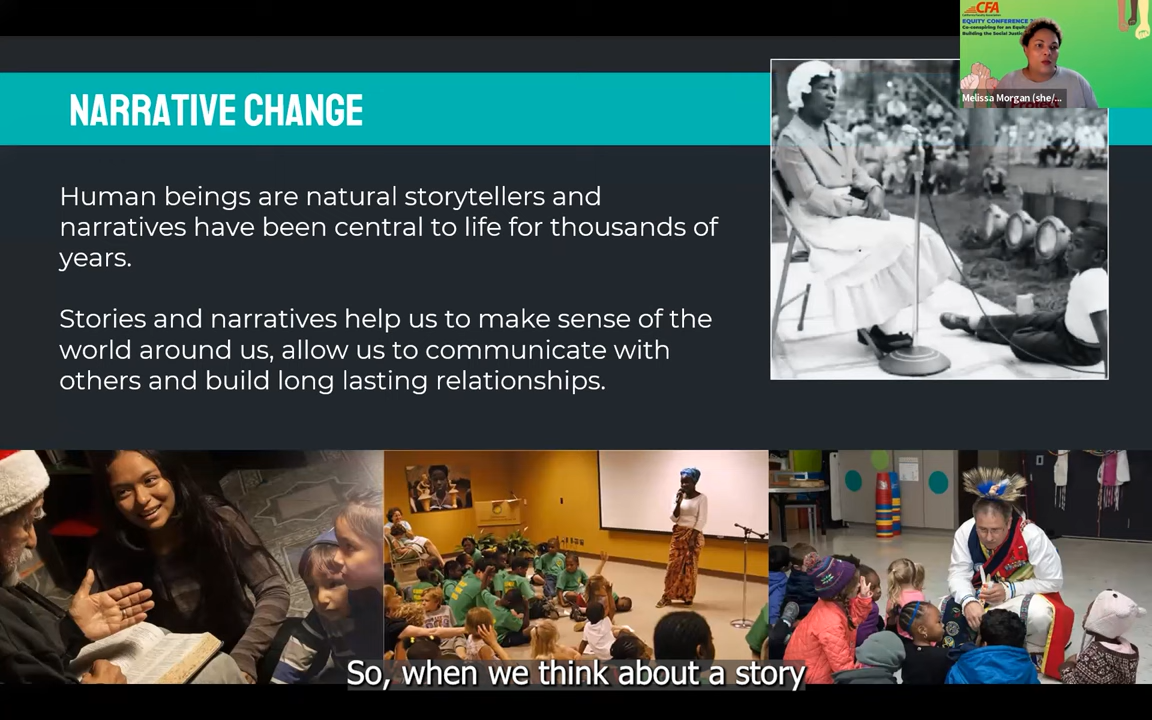 CFA
EQUITY CONFERENCE
Co-conspiring for an Equi
Building the Social Justic
Melissa Morgan (she/...
NARRATIVE CHANGE
Human beings are natural storytellers and
narratives have been central to life for thousands of
years.
Stories and narratives help us to make sense of the
world around us, allow us to communicate with
others and build long lasting relationships.
So, when we think about a story